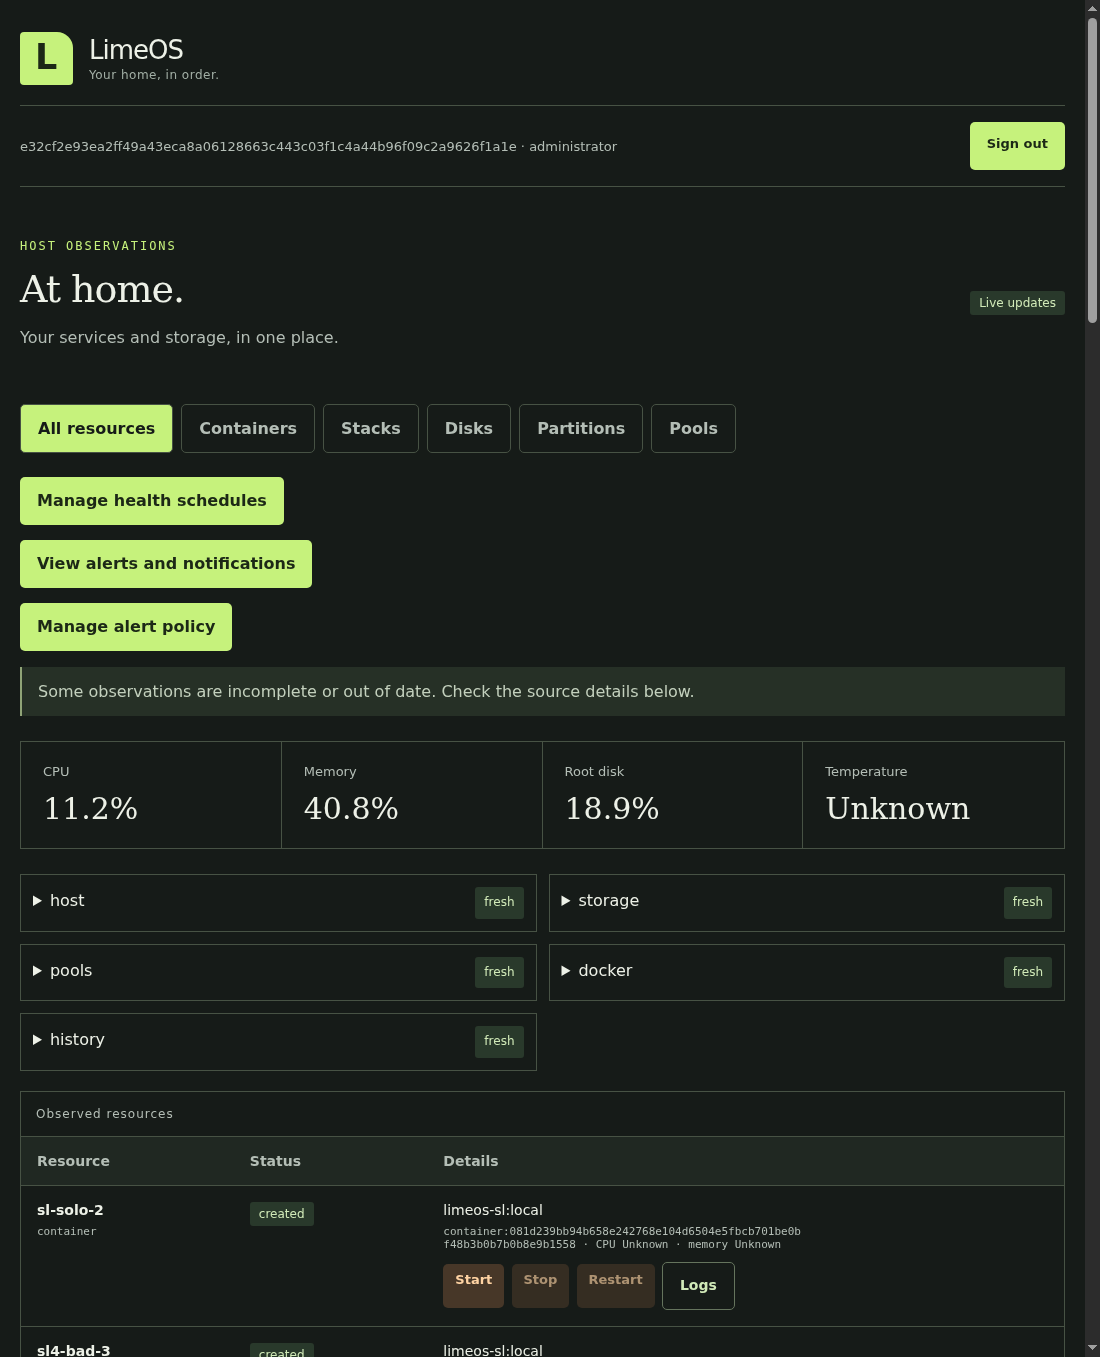 L
LimeOS
Your home, in order.
e32cf2e93ea2ff49a43eca8a06128663c443c03f1c4a44b96f09c2a9626f1a1e · administrator
Sign out
HOST OBSERVATIONS
At home.
Live updates
Your services and storage, in one place.
All resources Containers Stacks Disks Partitions Pools
Manage health schedules
View alerts and notifications
Manage alert policy
Some observations are incomplete or out of date. Check the source details below.
CPU Memory Root disk Temperature
11.2% 40.8% 18.9% Unknown
host fresh storage fresh
pools fresh docker fresh
history fresh
Observed resources
Resource Status Details
sl-solo-2 created limeos-sl:local
container container:081d239bb94b658e242768e104d6504e5fbcb701be0b
f48b3b0b7b0b8e9b1558 · CPU Unknown · memory Unknown
Start Stop Restart Logs
sl4-bad-3 created limeos-sl:local